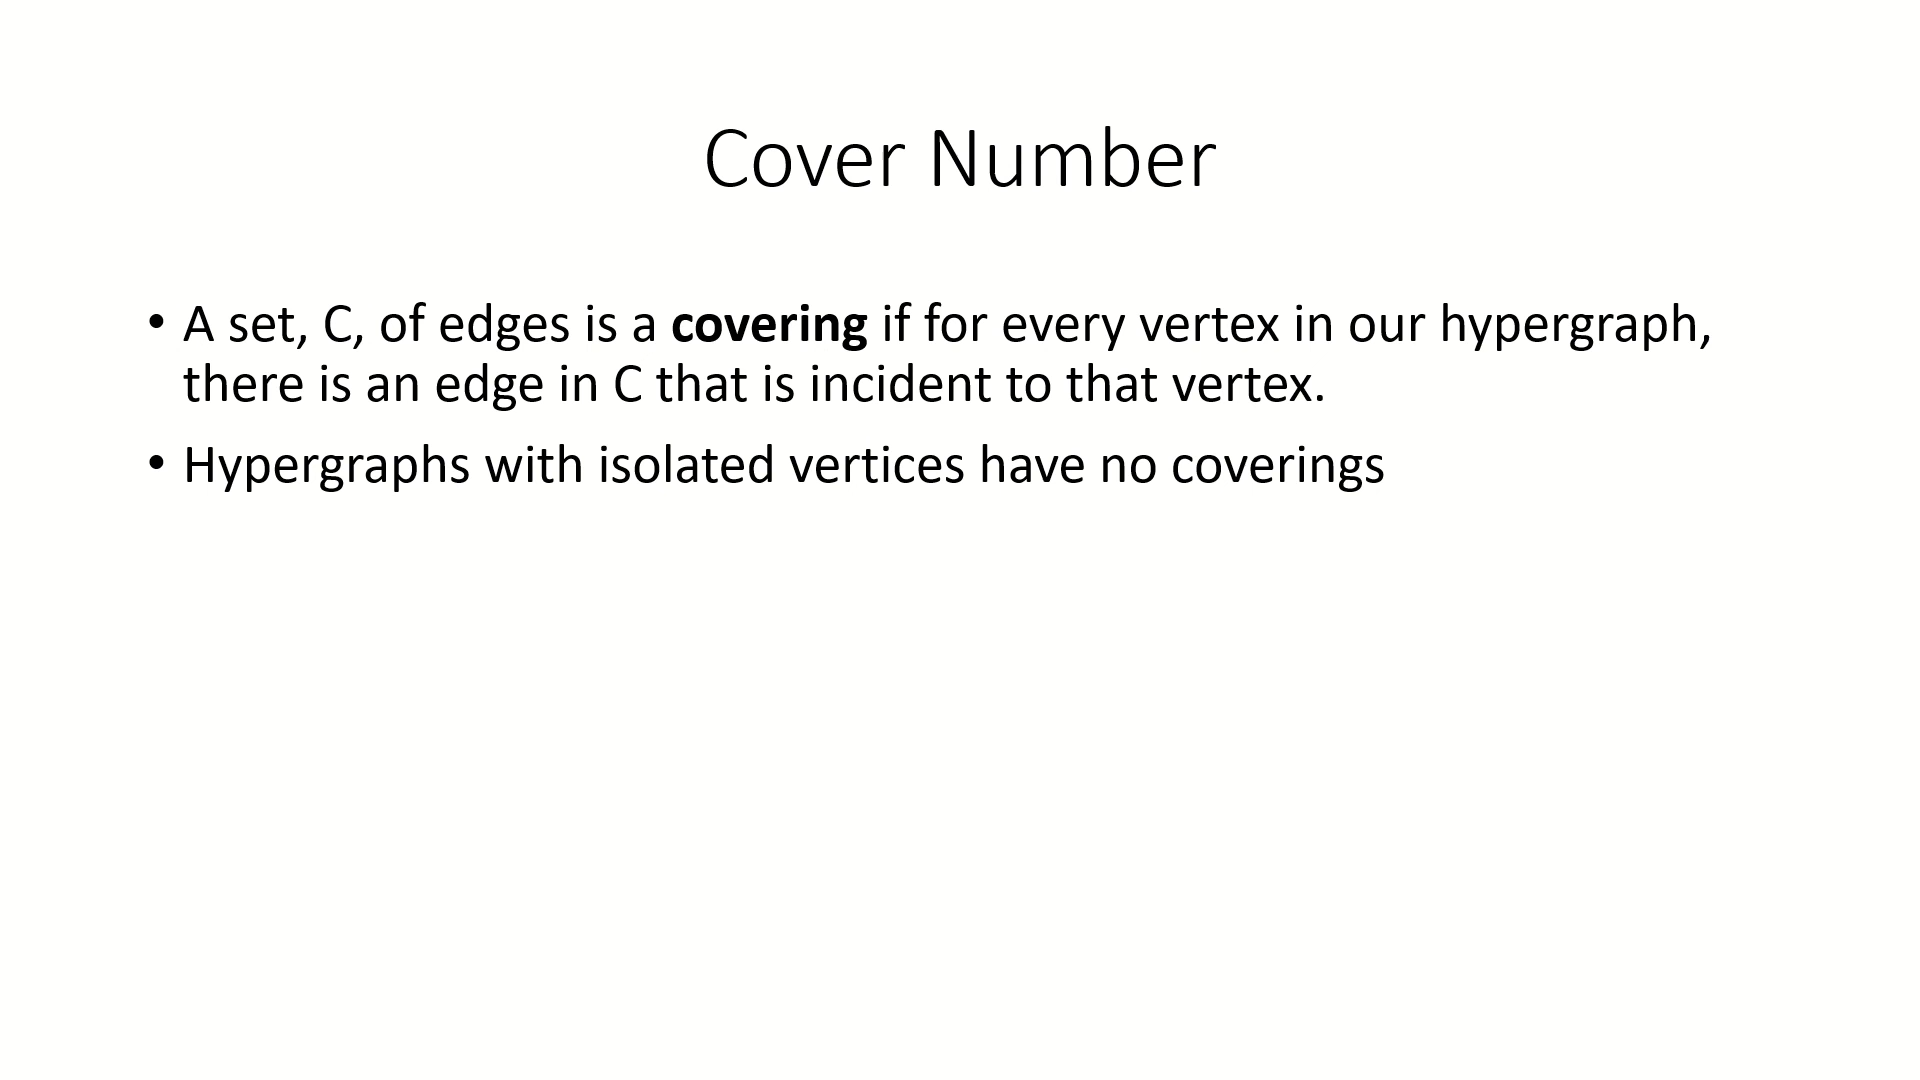 Cover Number
• A set, C, of edges is a covering if for every vertex in our hypergraph,
there is an edge in C that is incident to that vertex.
• Hypergraphs with isolated vertices have no coverings